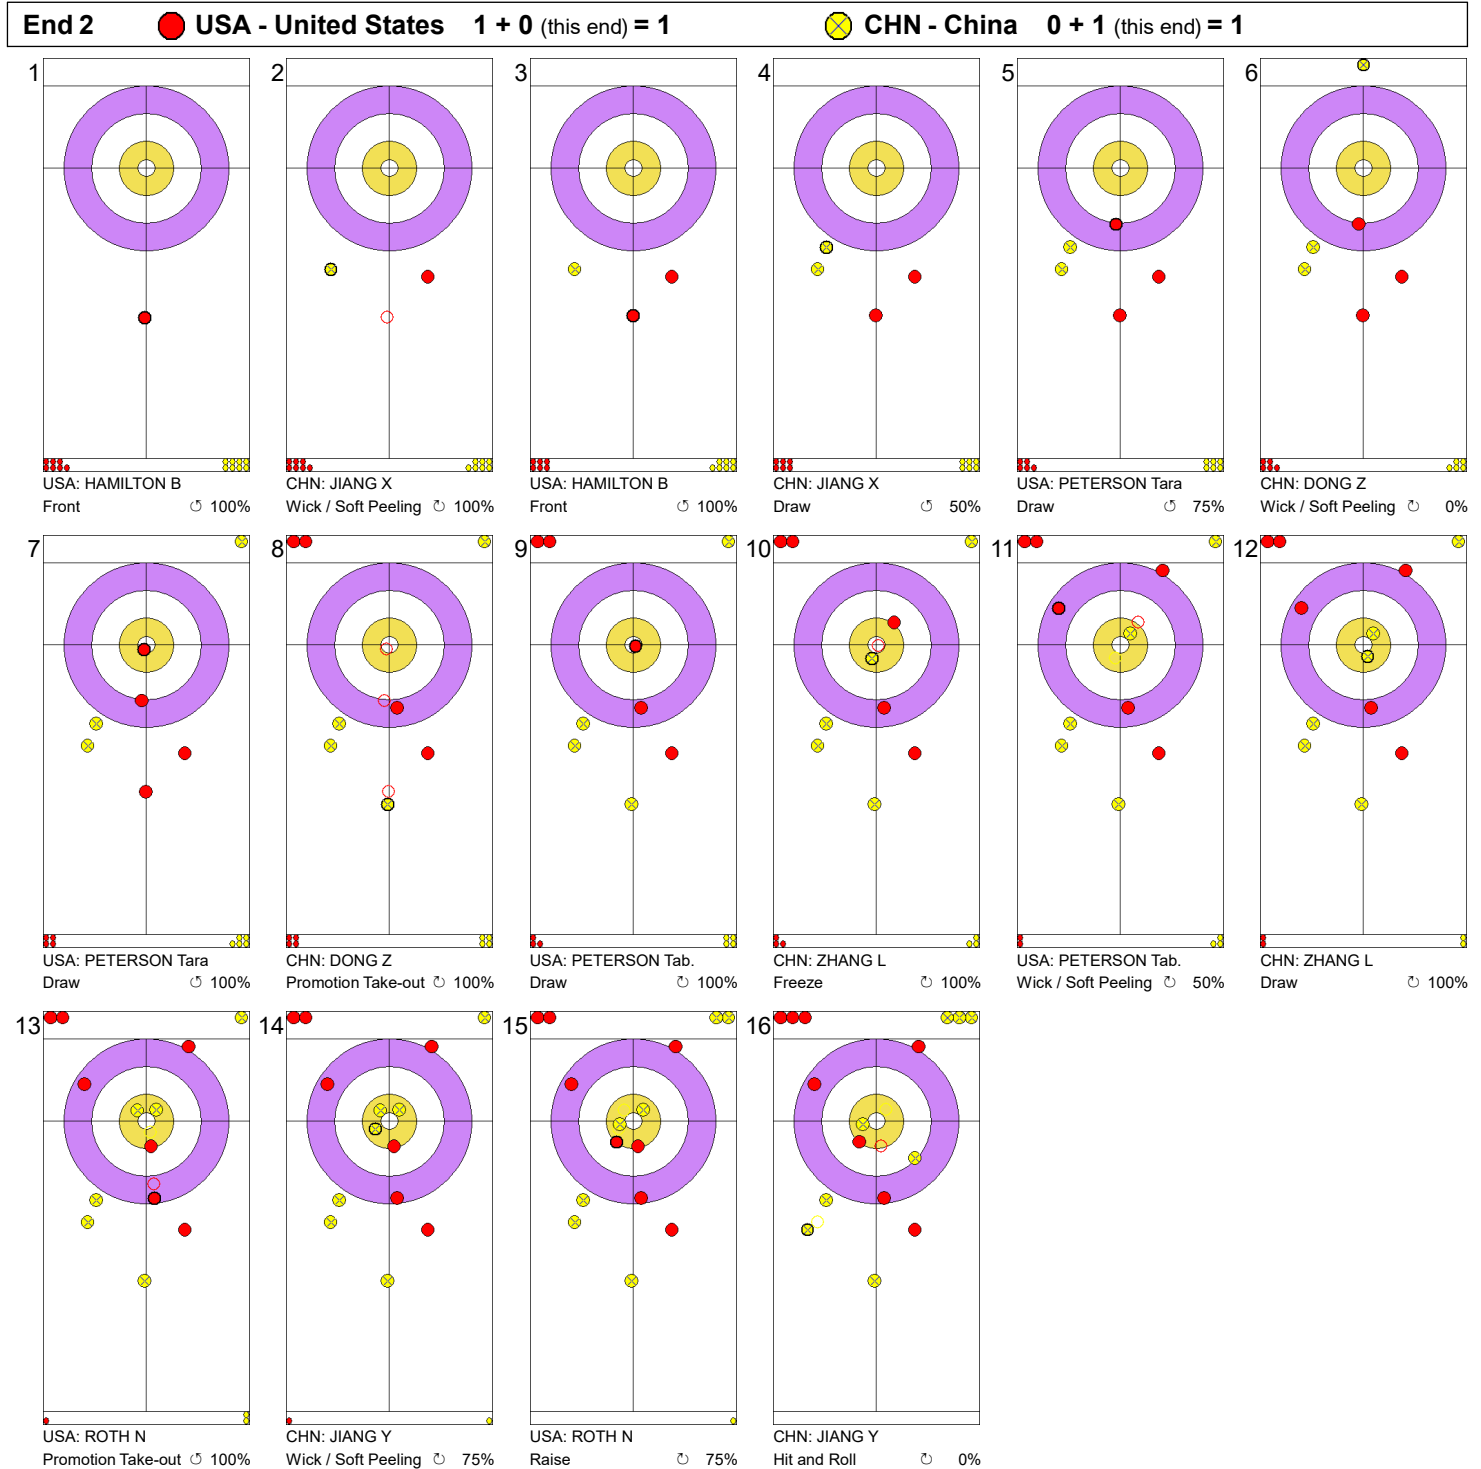 End 2 USA - United States 1 + 0 (this end) = 1 CHN - China 0 + 1 (this end) = 1
1 2 3 4 5 6
USA: HAMILTON B CHN: JIANG X USA: HAMILTON B CHN: JIANG X USA: PETERSON Tara CHN: DONG Z
Front ↺ 100% Wick / Soft Peeling ↻ 100% Front ↺ 100% Draw ↺ 50% Draw ↺ 75% Wick / Soft Peeling ↻ 0%
7 8 9 10 11 12
USA: PETERSON Tara CHN: DONG Z USA: PETERSON Tab. CHN: ZHANG L USA: PETERSON Tab. CHN: ZHANG L
Draw ↺ 100% Promotion Take-out ↻ 100% Draw ↻ 100% Freeze ↻ 100% Wick / Soft Peeling ↻ 50% Draw ↻ 100%
13 14 15 16
USA: ROTH N CHN: JIANG Y USA: ROTH N CHN: JIANG Y
Promotion Take-out ↺ 100% Wick / Soft Peeling ↻ 75% Raise ↻ 75% Hit and Roll ↻ 0%